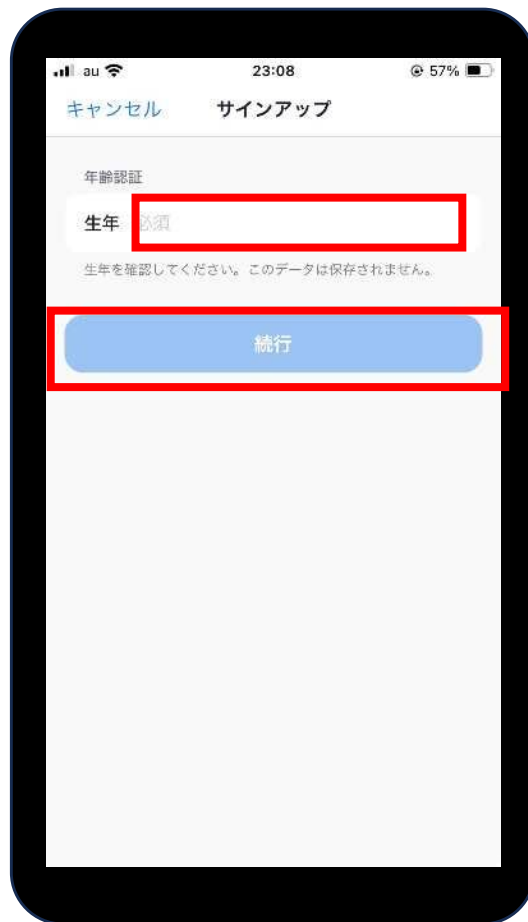 au 23:08 57%
キャンセル サインアップ
年齢認証
生年 必須
生年を確認してください。このデータは保存されません。
続行